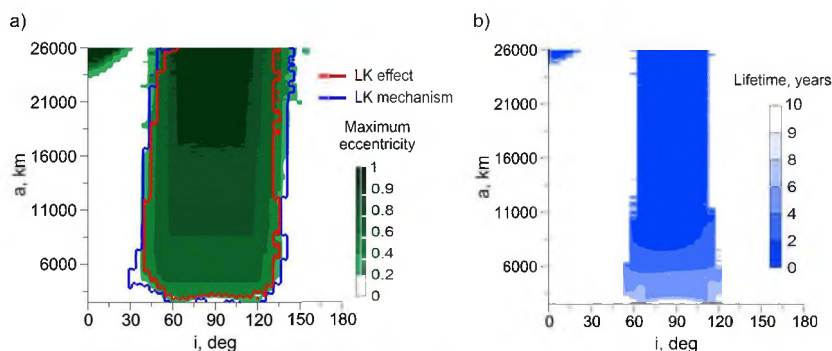 a)
26000
21000
16000
11000
6000
a, km
0 30 60 90 120 150 180
i, deg
LK effect
LK mechanism
Maximum
eccentricity
1
0.9
0.8
0.6
0.4
0.2
0
b)
26000
21000
16000
11000
6000
a, km
0 30 60 90 120 150 180
i, deg
Lifetime, years
10
9
8
6
4
2
0